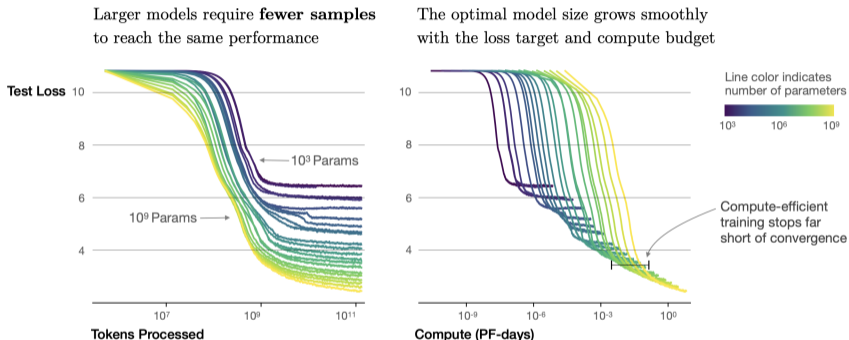 Larger models require fewer samples
to reach the same performance
The optimal model size grows smoothly
with the loss target and compute budget
Test Loss
10
8
6
4
10³ Params
10⁹ Params
10⁷
10⁹
10¹¹
Tokens Processed
10
8
6
4
10⁻⁹
10⁻⁶
10⁻³
10⁰
Compute (PF-days)
Line color indicates
number of parameters
10³
10⁶
10⁹
Compute-efficient
training stops far
short of convergence